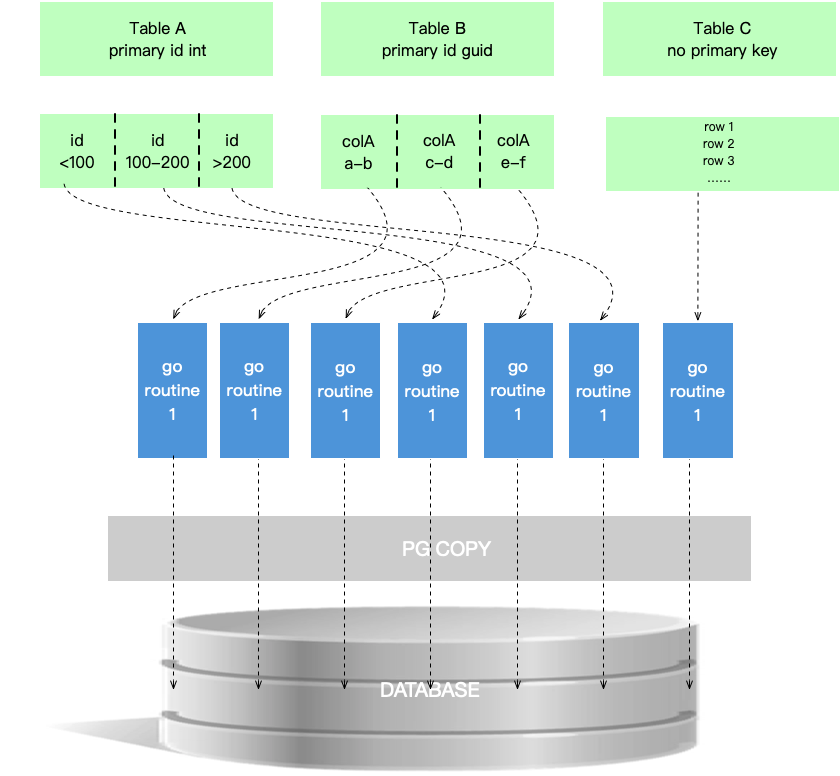 Table A
primary id int
Table B
primary id guid
Table C
no primary key
id
<100
id
100-200
id
>200
colA
a-b
colA
c-d
colA
e-f
row 1
row 2
row 3
......
go
routine
1
go
routine
1
go
routine
1
go
routine
1
go
routine
1
go
routine
1
go
routine
1
PG COPY
DATABASE